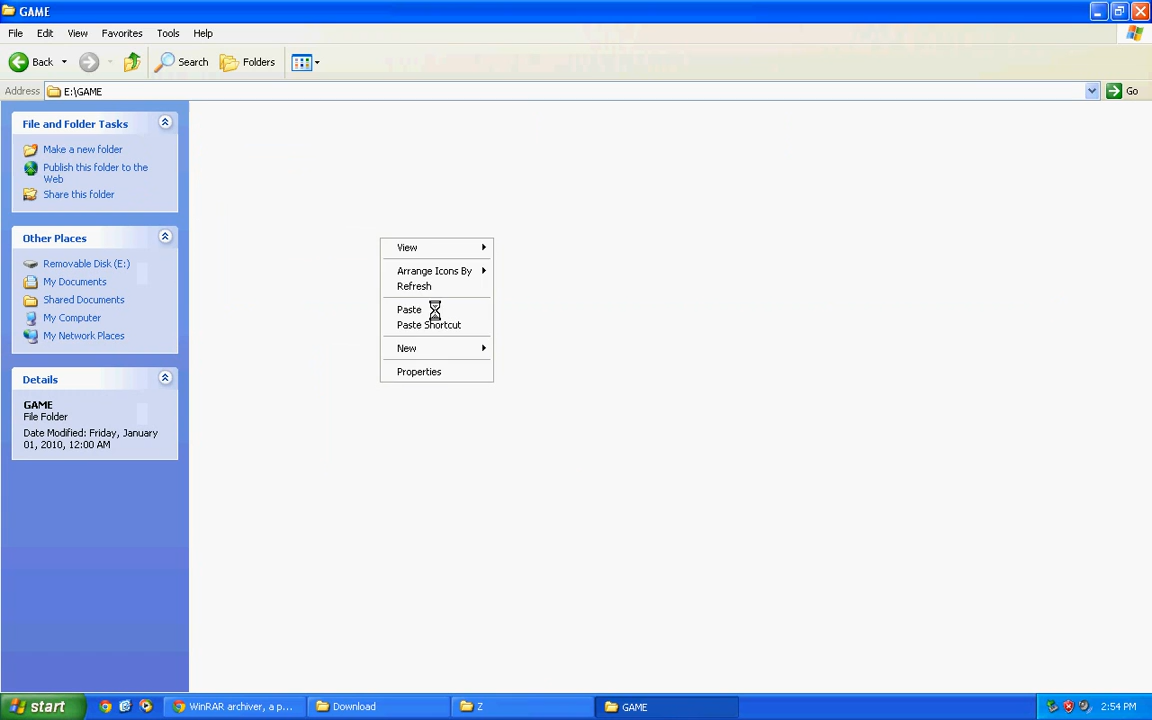 GAME
File Edit View Favorites Tools Help
Back Search Folders
Address E:\GAME Go
File and Folder Tasks
Make a new folder
Publish this folder to the
Web
Share this folder
Other Places
Removable Disk (E:)
My Documents
Shared Documents
My Computer
My Network Places
Details
GAME
File Folder
Date Modified: Friday, January
01, 2010, 12:00 AM
View
Arrange Icons By
Refresh
Paste
Paste Shortcut
New
Properties
start WinRAR archiver, a p... Download Z GAME 2:54 PM